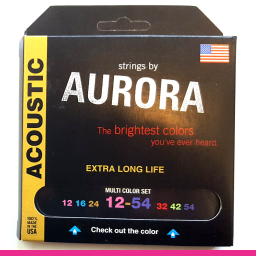 ACOUSTIC
strings by
AURORA
The brightest colors
you've ever heard.
EXTRA LONG LIFE
MULTI COLOR SET
12 16 24 12-54 32 42 54
100%
MADE
IN THE
USA
Check out the color